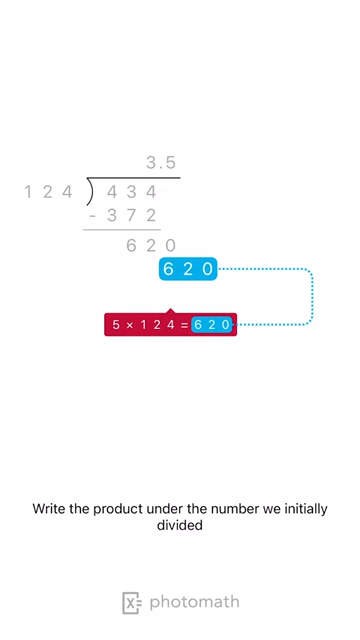 3.5
124)434
- 372
620
620
5 × 124 = 620
Write the product under the number we initially
divided
photomath